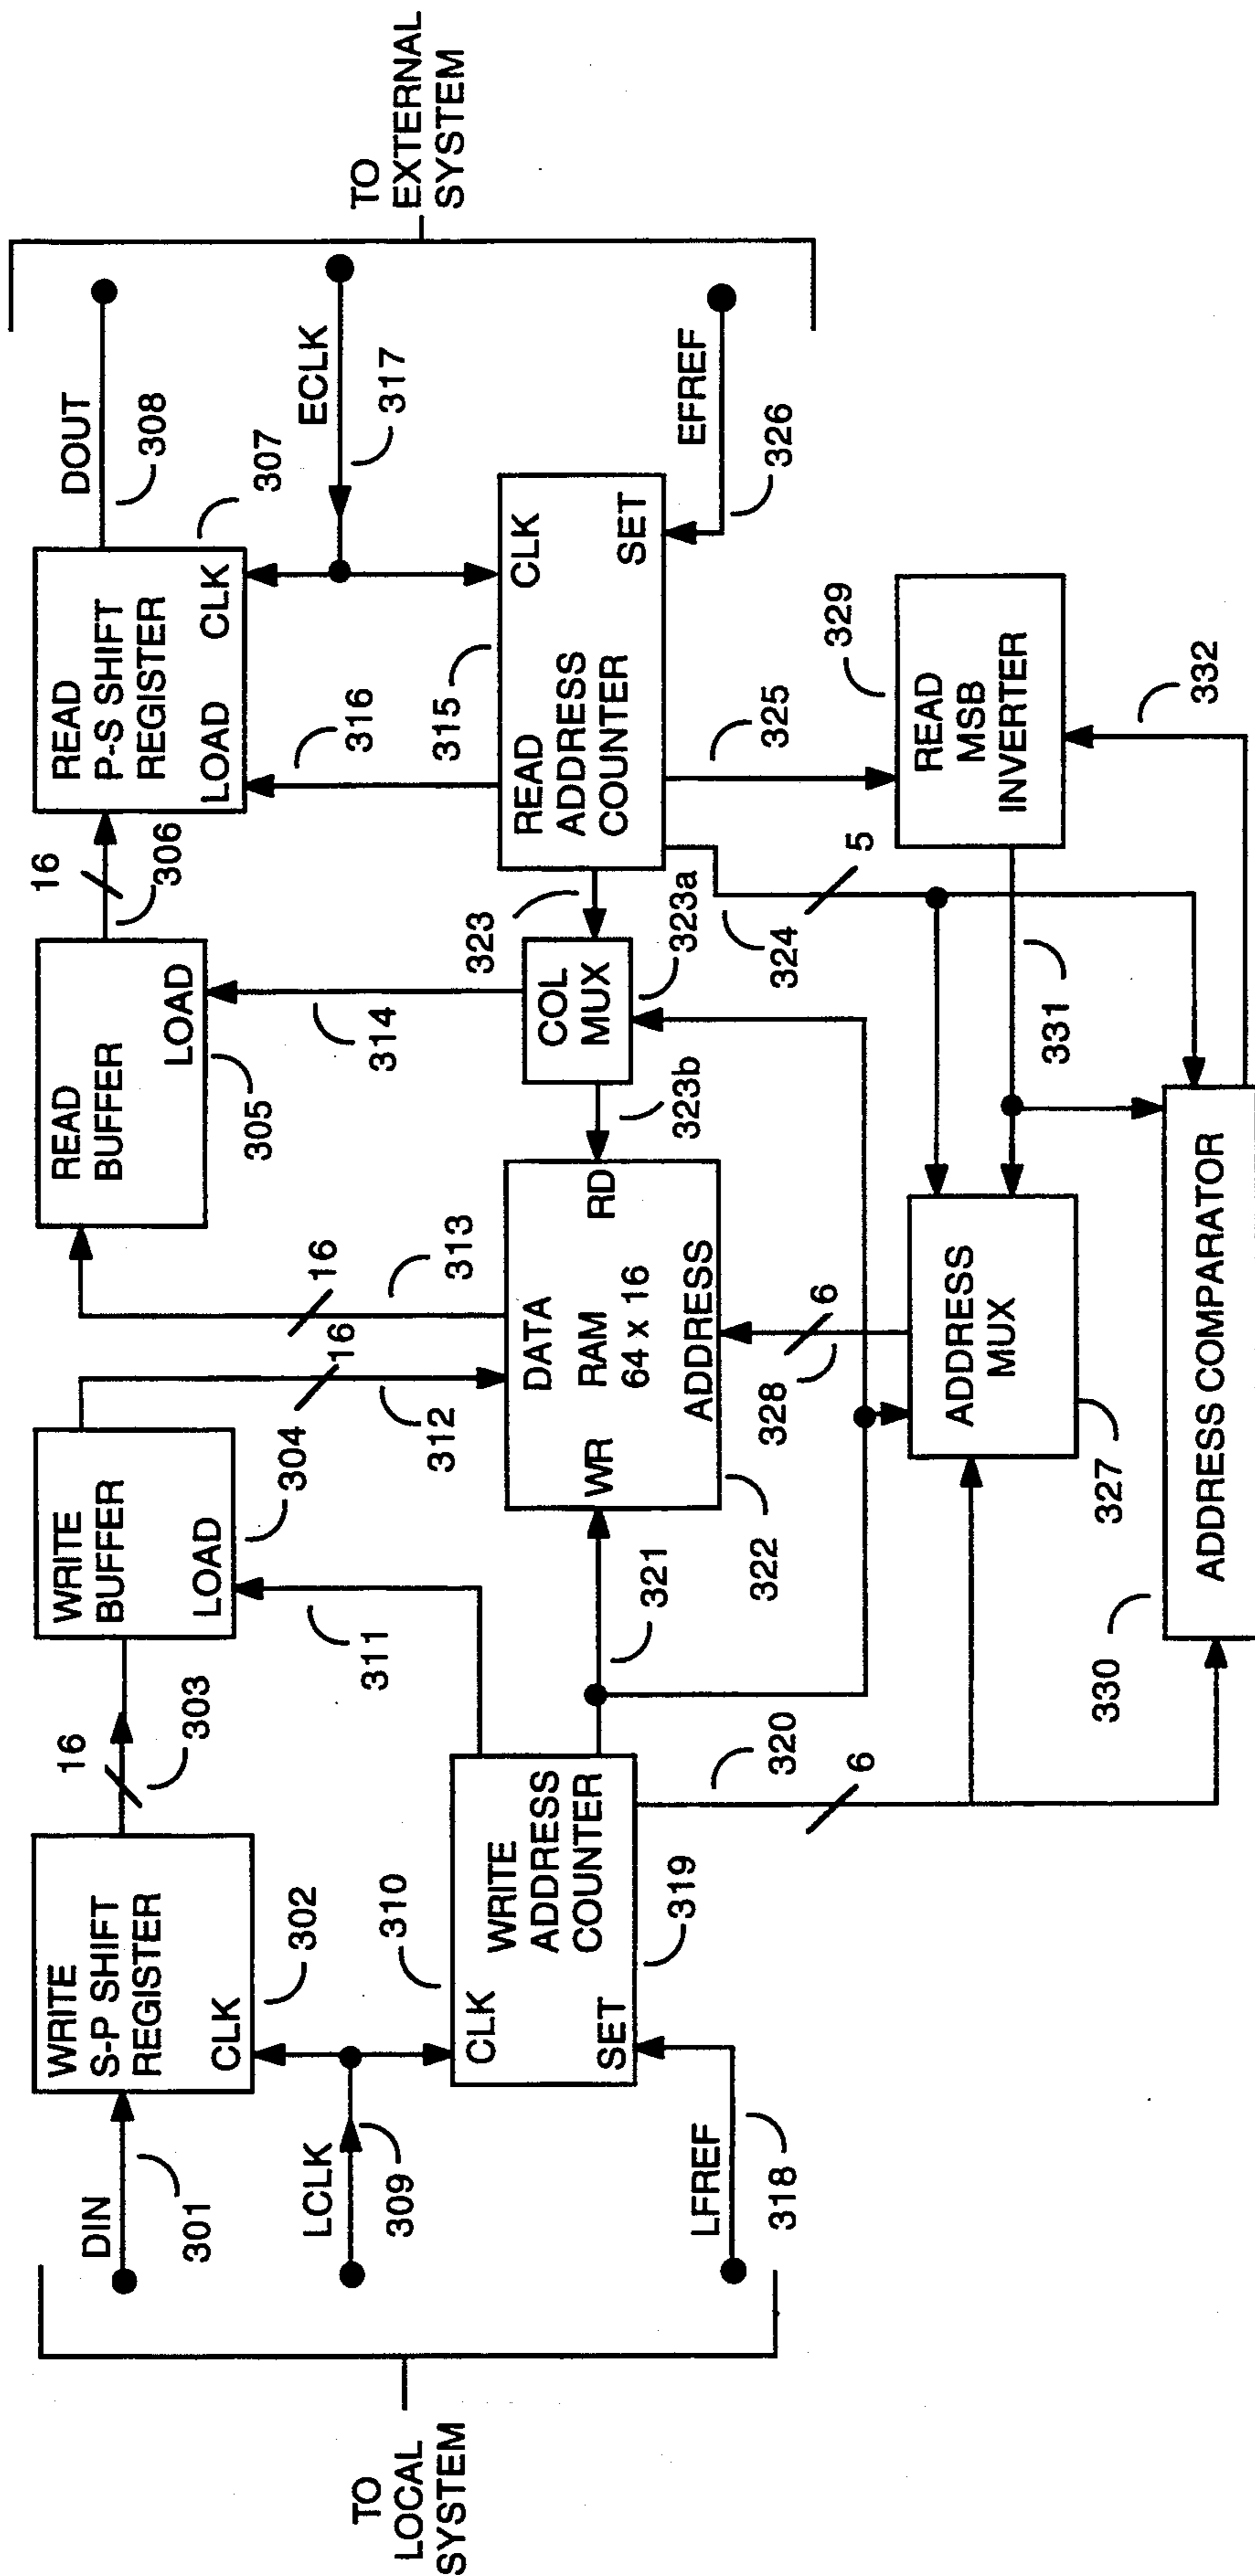 TO
LOCAL
SYSTEM
DIN
301
LCLK
309
LFREF
318
WRITE
S-P SHIFT
REGISTER
CLK
302
16
303
WRITE
BUFFER
LOAD
304
310
CLK
WRITE
ADDRESS
COUNTER
SET
319
311
320
6
321
16
312
16
313
DATA
WR
RAM
64 x 16
RD
ADDRESS
322
READ
BUFFER
LOAD
305
16
306
READ
P-S SHIFT
REGISTER
LOAD
CLK
307
DOUT
308
ECLK
317
TO
EXTERNAL
SYSTEM
314
COL
MUX
323
323a
323b
316
315
READ
ADDRESS
COUNTER
CLK
SET
EFREF
326
324
5
325
329
READ
MSB
INVERTER
331
332
328
6
ADDRESS
MUX
327
330
ADDRESS COMPARATOR